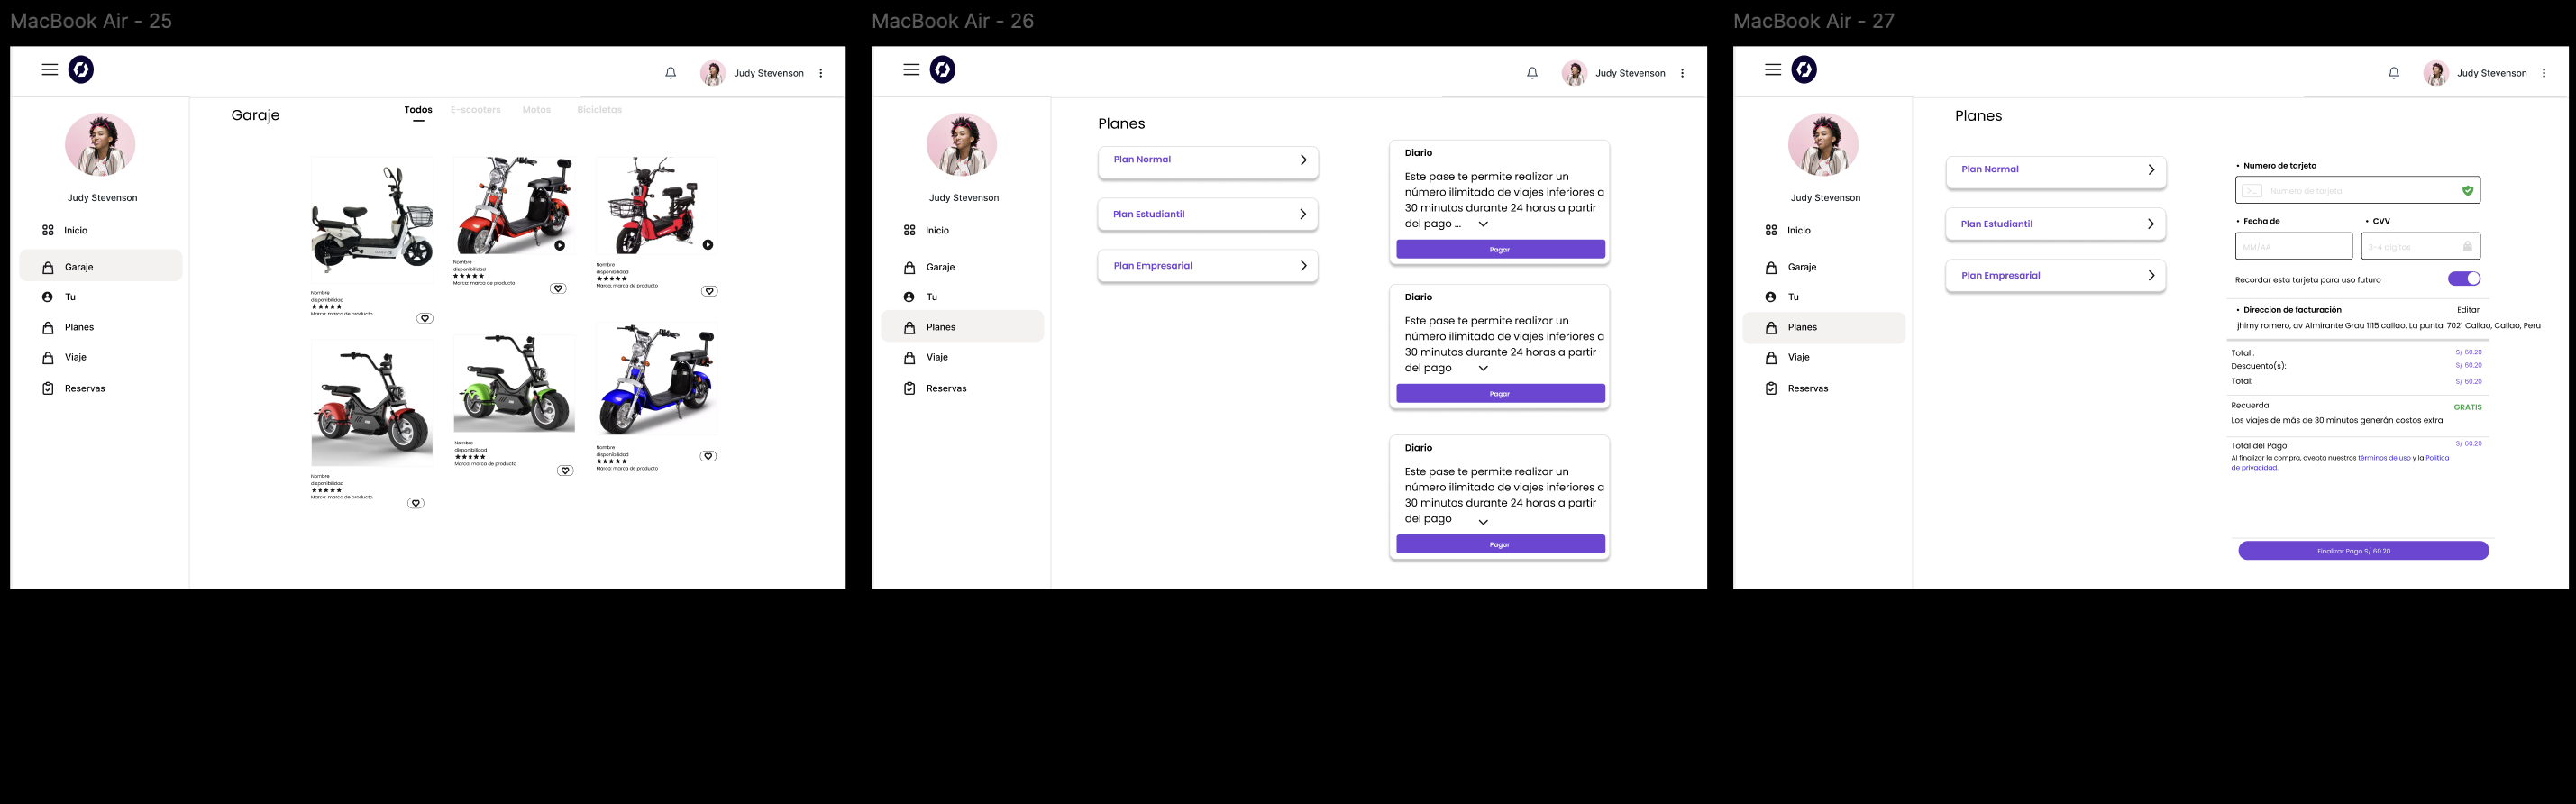 MacBook Air - 25
Judy Stevenson
Judy Stevenson
Inicio
Garaje
Tu
Planes
Viaje
Reservas
Garaje
Todos E-scooters Motos Bicicletas
Nombre
disponibilidad
★★★★★
Marca: marca de producto
Nombre
disponibilidad
★★★★★
Marca: marca de producto
Nombre
disponibilidad
★★★★★
Marca: marca de producto
Nombre
disponibilidad
★★★★★
Marca: marca de producto
Nombre
disponibilidad
★★★★★
Marca: marca de producto
Nombre
disponibilidad
★★★★★
Marca: marca de producto
MacBook Air - 26
Judy Stevenson
Judy Stevenson
Inicio
Garaje
Tu
Planes
Viaje
Reservas
Planes
Plan Normal
Plan Estudiantil
Plan Empresarial
Diario
Este pase te permite realizar un
número ilimitado de viajes inferiores a
30 minutos durante 24 horas a partir
del pago ...
Pagar
Diario
Este pase te permite realizar un
número ilimitado de viajes inferiores a
30 minutos durante 24 horas a partir
del pago
Pagar
Diario
Este pase te permite realizar un
número ilimitado de viajes inferiores a
30 minutos durante 24 horas a partir
del pago
Pagar
MacBook Air - 27
Judy Stevenson
Judy Stevenson
Inicio
Garaje
Tu
Planes
Viaje
Reservas
Planes
Plan Normal
Plan Estudiantil
Plan Empresarial
• Numero de tarjeta
Numero de tarjeta
• Fecha de • CVV
MM/AA 3-4 digitos
Recordar esta tarjeta para uso futuro
• Direccion de facturación Editar
jhimy romero, av Almirante Grau 1115 callao. La punta, 7021 Callao, Callao, Peru
Total : S/ 60.20
Descuento(s): S/ 60.20
Total: S/ 60.20
Recuerda: GRATIS
Los viajes de más de 30 minutos generán costos extra
Total del Pago: S/ 60.20
Al finalizar la compra, avepta nuestros términos de uso y la Politica
de privacidad.
Finalizar Pago S/ 60.20